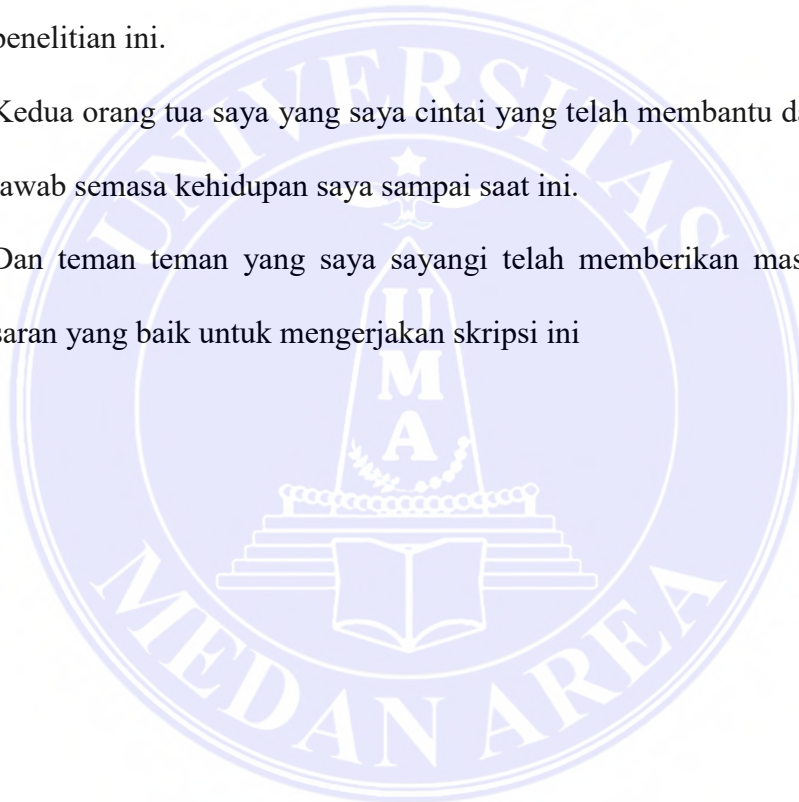 penelitian ini.
Kedua orang tua saya yang saya cintai yang telah membantu da
jawab semasa kehidupan saya sampai saat ini.
Dan teman teman yang saya sayangi telah memberikan mas
saran yang baik untuk mengerjakan skripsi ini
UNIVERSITAS
UMA
MEDAN AREA